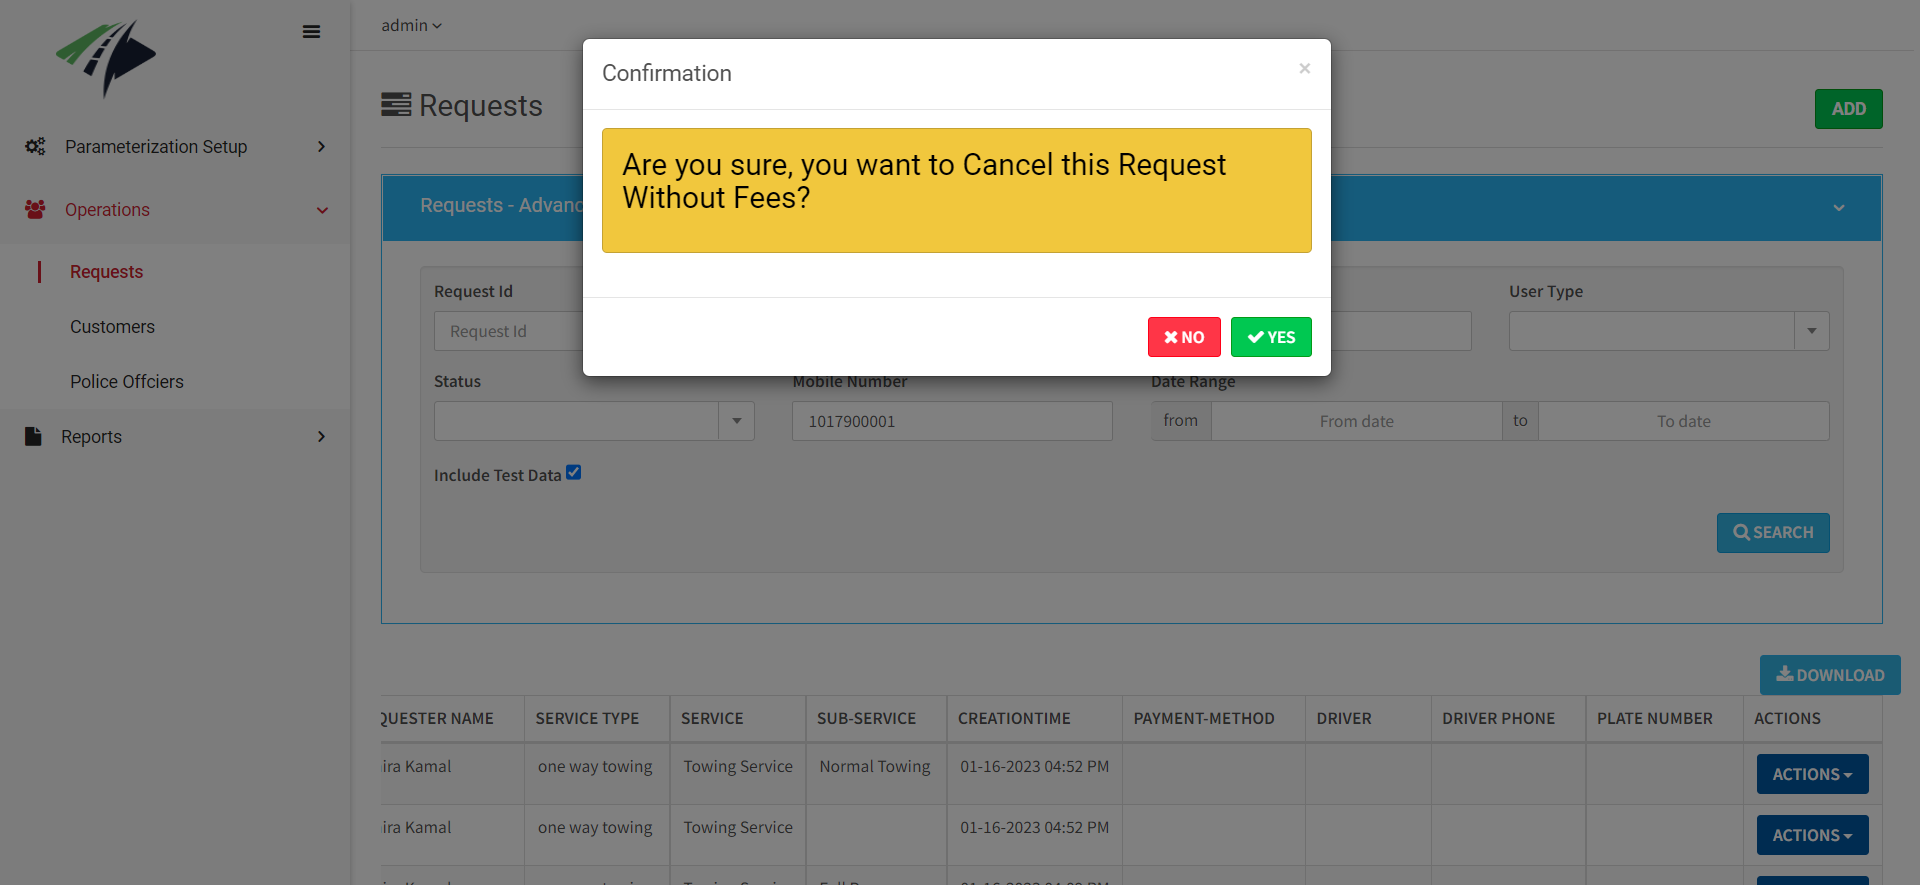 admin
Confirmation
×
Requests
ADD
Parameterization Setup
Are you sure, you want to Cancel this Request
Without Fees?
Operations
Requests - Advanc
Requests
Request Id
User Type
Request Id
NO
YES
Customers
Police Offciers
Status
Mobile Number
Date Range
1017900001
from
From date
to
To date
Reports
Include Test Data
SEARCH
DOWNLOAD
QUESTER NAME
SERVICE TYPE
SERVICE
SUB-SERVICE
CREATIONTIME
PAYMENT-METHOD
DRIVER
DRIVER PHONE
PLATE NUMBER
ACTIONS
ira Kamal
one way towing
Towing Service
Normal Towing
01-16-2023 04:52 PM
ACTIONS
ira Kamal
one way towing
Towing Service
01-16-2023 04:52 PM
ACTIONS